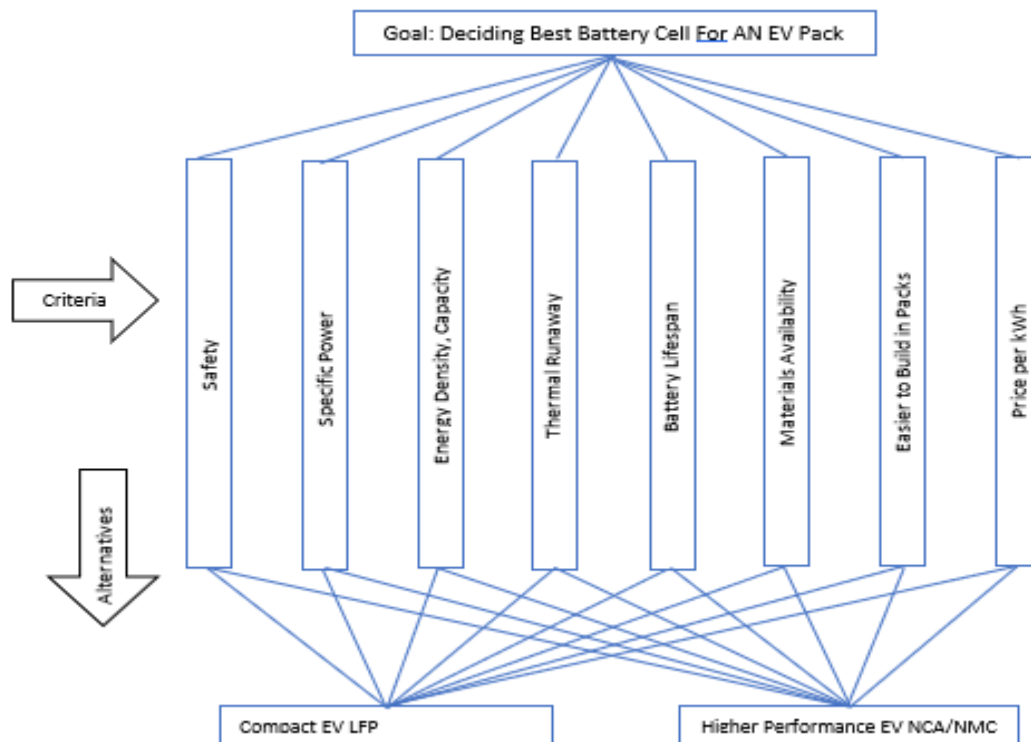 Goal: Deciding Best Battery Cell For AN EV Pack
Criteria
Safety
Specific Power
Energy Density, Capacity
Thermal Runaway
Battery Lifespan
Materials Availability
Easier to Build in Packs
Price per kWh
Alternatives
Compact EV LFP
Higher Performance EV NCA/NMC